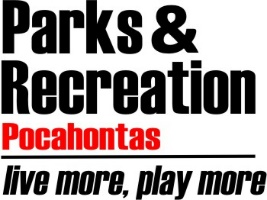 Parks &
Recreation
Pocahontas
live more, play more